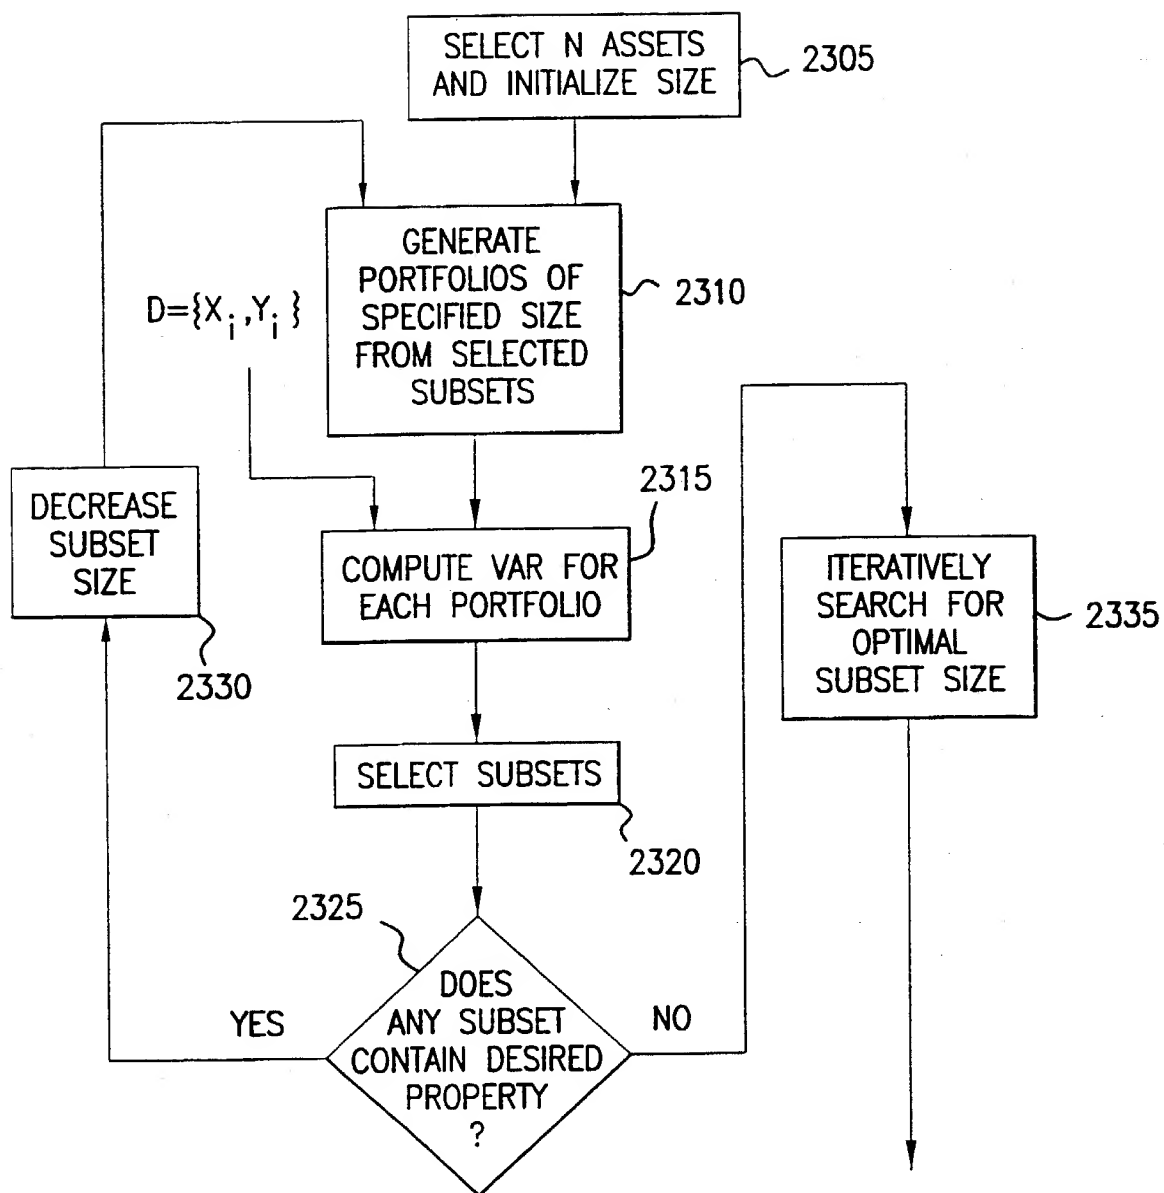 SELECT N ASSETS
AND INITIALIZE SIZE
2305
GENERATE
PORTFOLIOS OF
SPECIFIED SIZE
FROM SELECTED
SUBSETS
2310
D={X_i,Y_i}
DECREASE
SUBSET
SIZE
2330
2315
COMPUTE VAR FOR
EACH PORTFOLIO
ITERATIVELY
SEARCH FOR
OPTIMAL
SUBSET SIZE
2335
SELECT SUBSETS
2320
2325
DOES
ANY SUBSET
CONTAIN DESIRED
PROPERTY
?
YES
NO